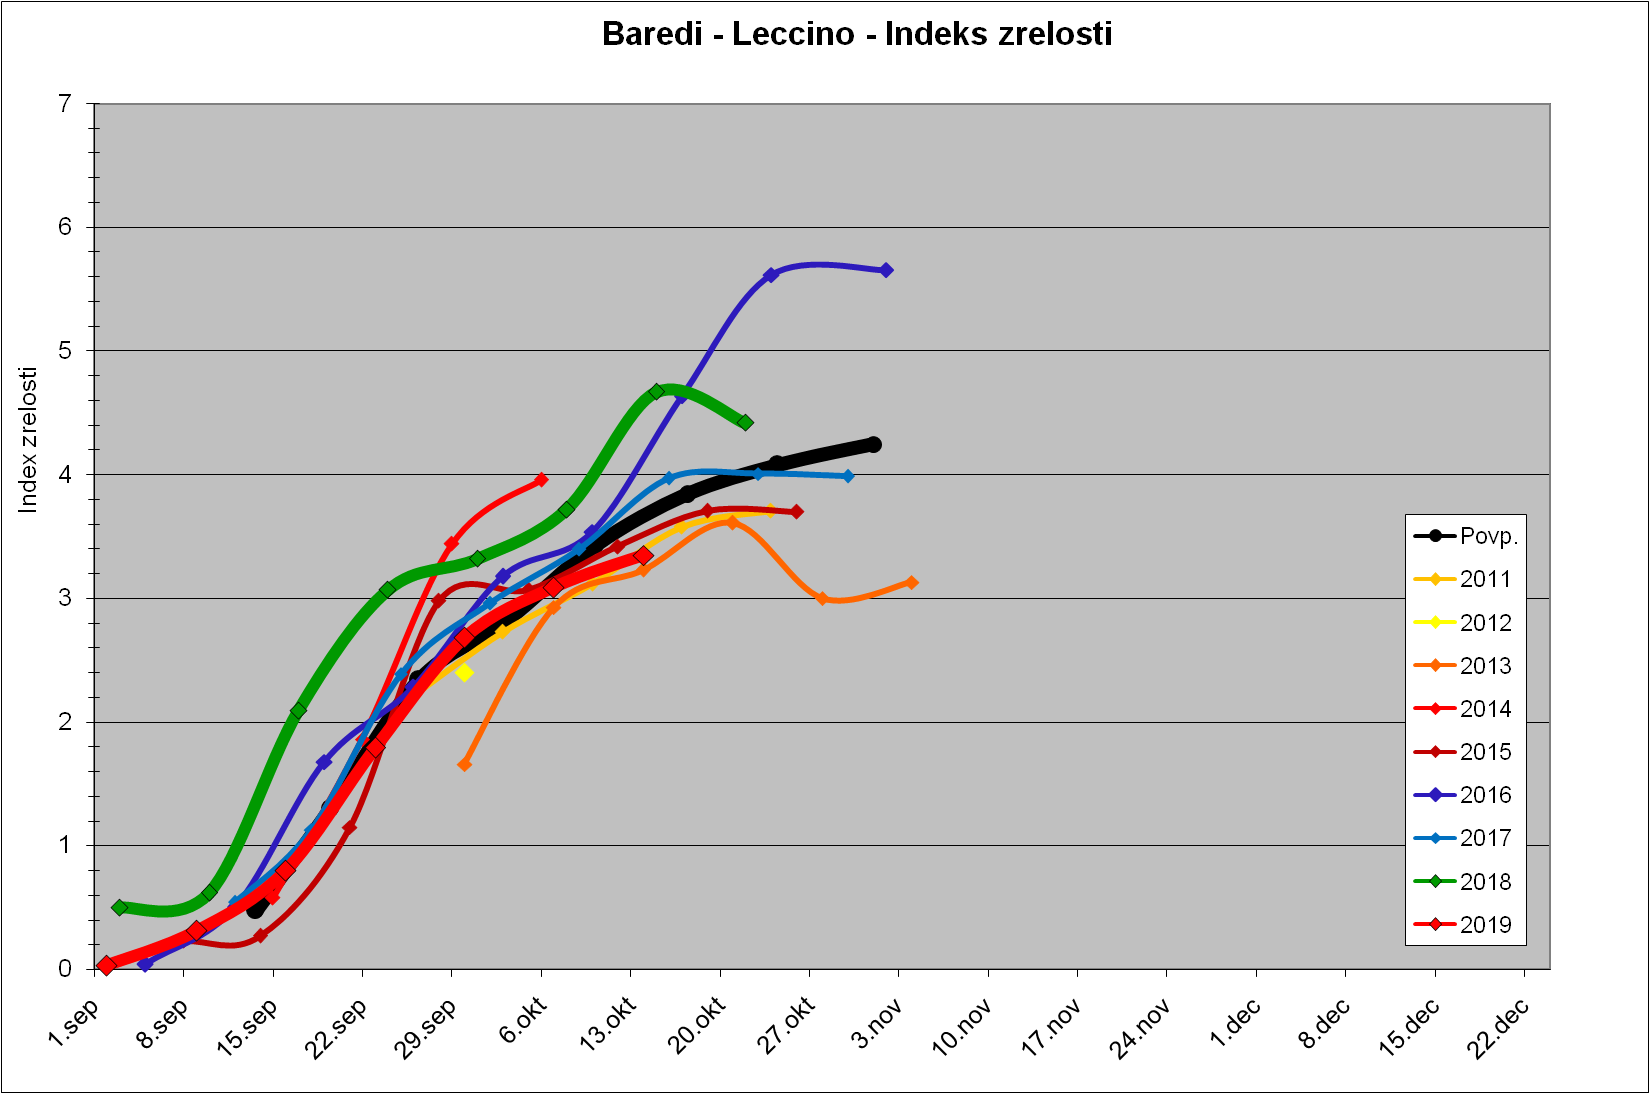 Baredi - Leccino - Indeks zrelosti
Index zrelosti
7
6
5
4
3
2
1
0
1.sep
8.sep
15.sep
22.sep
29.sep
6.okt
13.okt
20.okt
27.okt
3.nov
10.nov
17.nov
24.nov
1.dec
8.dec
15.dec
22.dec
Povp.
2011
2012
2013
2014
2015
2016
2017
2018
2019